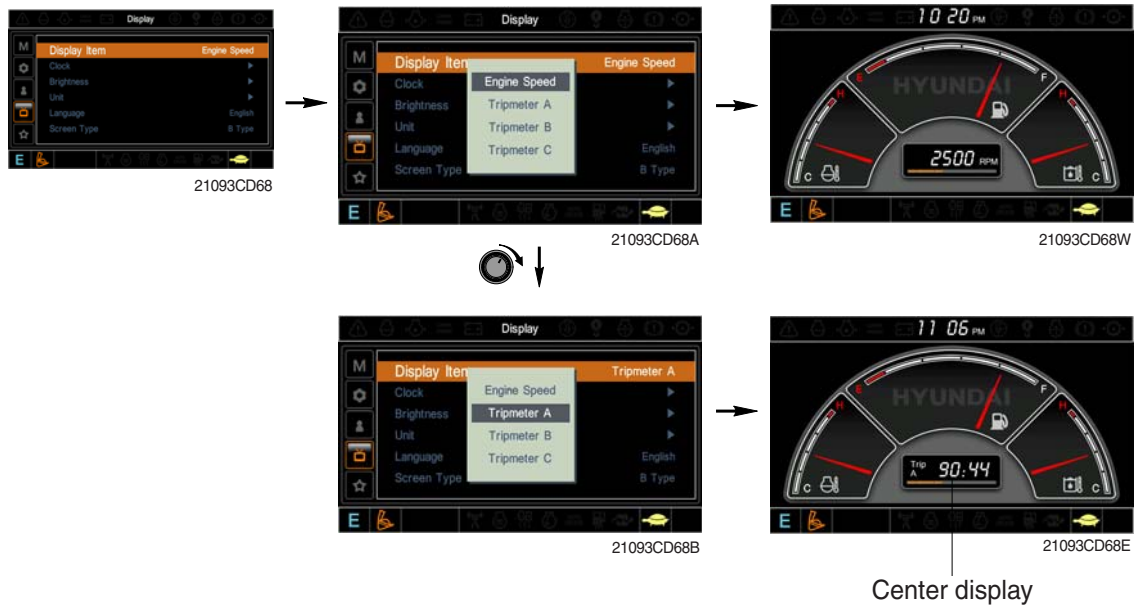 Display
M
Display Item Engine Speed
Clock
Brightness
Unit
Language English
Screen Type B Type
E
21093CD68
Display
M
Display Item Engine Speed
Clock
Brightness
Unit
Language English
Screen Type B Type
Engine Speed
Tripmeter A
Tripmeter B
Tripmeter C
E
21093CD68A
10 20 PM
HYUNDAI
E F
H H
C C
2500 RPM
E
21093CD68W
Display
M
Display Item Tripmeter A
Clock
Brightness
Unit
Language English
Screen Type B Type
Engine Speed
Tripmeter A
Tripmeter B
Tripmeter C
E
21093CD68B
11 06 PM
HYUNDAI
E F
H H
C C
Trip A 90:44
E
21093CD68E
Center display